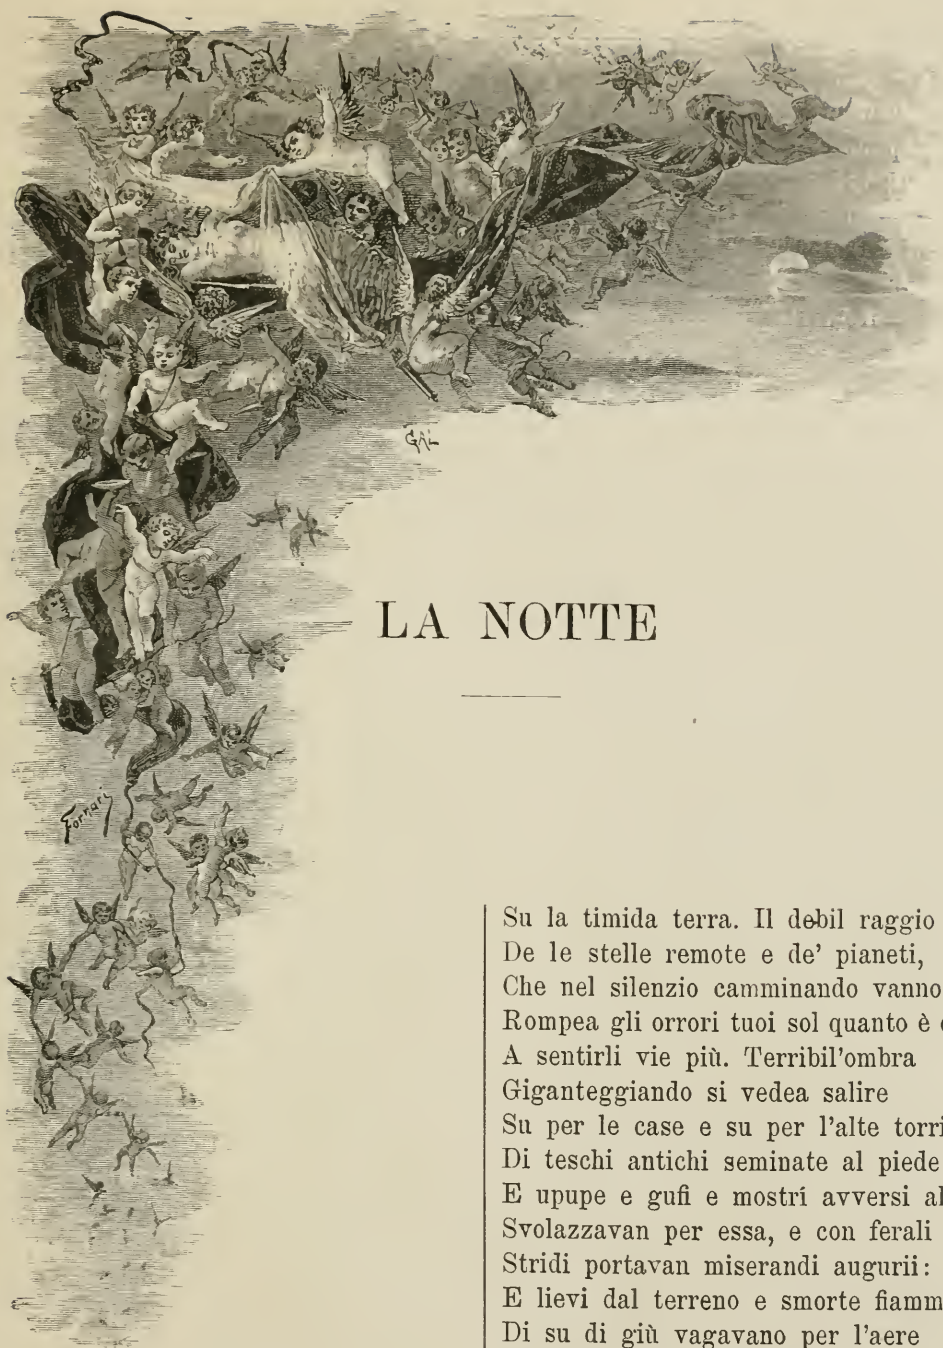 GAL
LA NOTTE
Ferrari
Su la timida terra. Il debil raggio
De le stelle remote e de' pianeti,
Che nel silenzio camminando vanno
Rompea gli orrori tuoi sol quanto è
A sentirli vie più. Terribil'ombra
Giganteggiando si vedea salire
Su per le case e su per l'alte torri
Di teschi antichi seminate al piede
E upupe e gufi e mostri avversi al
Svolazzavan per essa, e con ferali
Stridi portavan miserandi augurii:
E lievi dal terreno e smorte fiamm
Di su di giù vagavano per l'aere